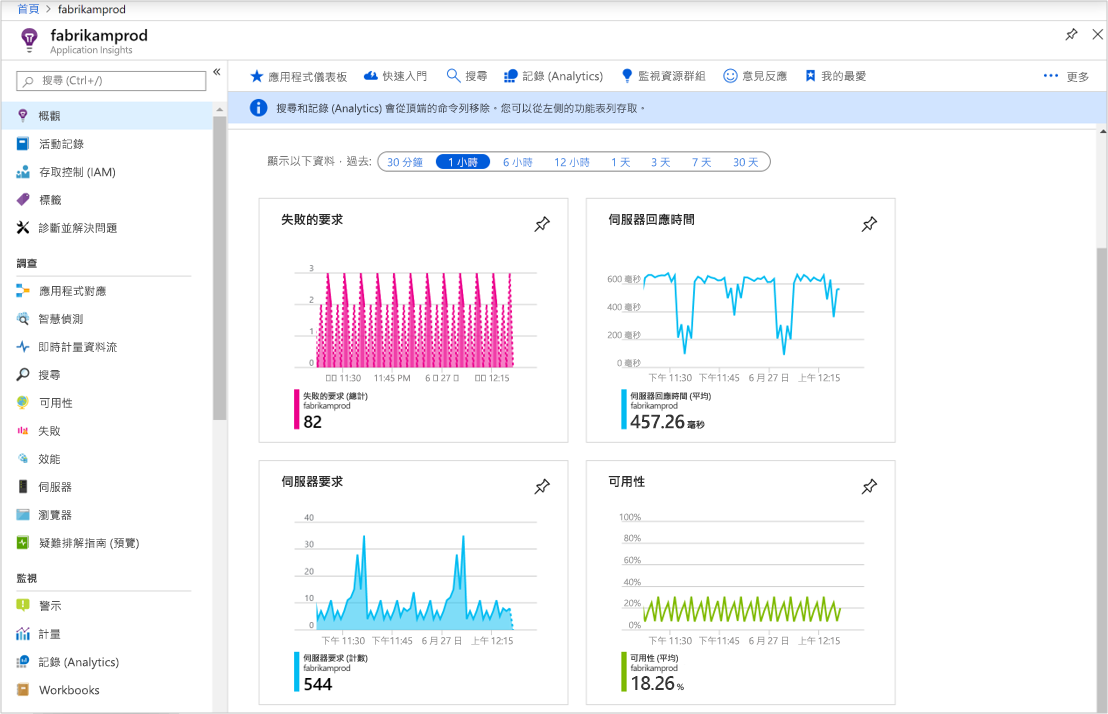 首頁 > fabrikamprod
fabrikamprod
Application Insights
搜尋 (Ctrl+/)
«
概觀
活動記錄
存取控制 (IAM)
標籤
診斷並解決問題
調查
應用程式對應
智慧偵測
即時計量資料流
搜尋
可用性
失敗
效能
伺服器
瀏覽器
疑難排解指南 (預覽)
監視
警示
計量
記錄 (Analytics)
Workbooks
應用程式儀表板 快速入門 搜尋 記錄 (Analytics) 監視資源群組 意見反應 我的最愛 更多
搜尋和記錄 (Analytics) 會從頂端的命令列移除。您可以從左側的功能表列存取。
顯示以下資料，過去: 30 分鐘 1 小時 6 小時 12 小時 1 天 3 天 7 天 30 天
失敗的要求
3
2
1
0
11:30 11:45 PM 6 27 12:15
失敗的要求 (總計)
fabrikamprod
82
伺服器回應時間
600 毫秒
400 毫秒
200 毫秒
0 毫秒
下午 11:30 下午11:45 6 月 27 日 上午 12:15
伺服器回應時間 (平均)
fabrikamprod
457.26 毫秒
伺服器要求
40
30
20
10
0
下午 11:30 下午11:45 6 月 27 日 上午 12:15
伺服器要求 (計數)
fabrikamprod
544
可用性
100%
80%
60%
40%
20%
0%
下午 11:30 下午11:45 6 月 27 日 上午 12:15
可用性 (平均)
fabrikamprod
18.26 %